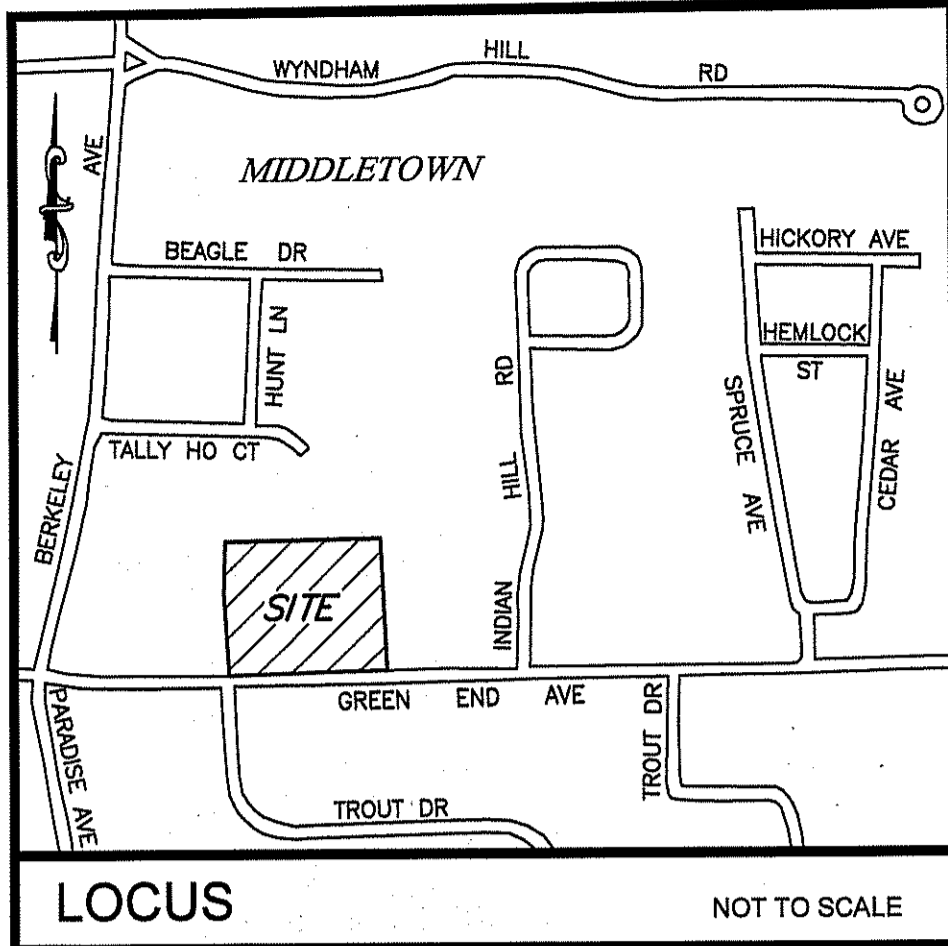 WYNDHAM HILL RD
AVE
MIDDLETOWN
BEAGLE DR
HICKORY AVE
HUNT LN
HEMLOCK
ST
RD
SPRUCE AVE
CEDAR AVE
TALLY HO CT
HILL
BERKELEY
SITE
INDIAN
GREEN END AVE
PARADISE AVE
TROUT DR
TROUT DR
LOCUS
NOT TO SCALE